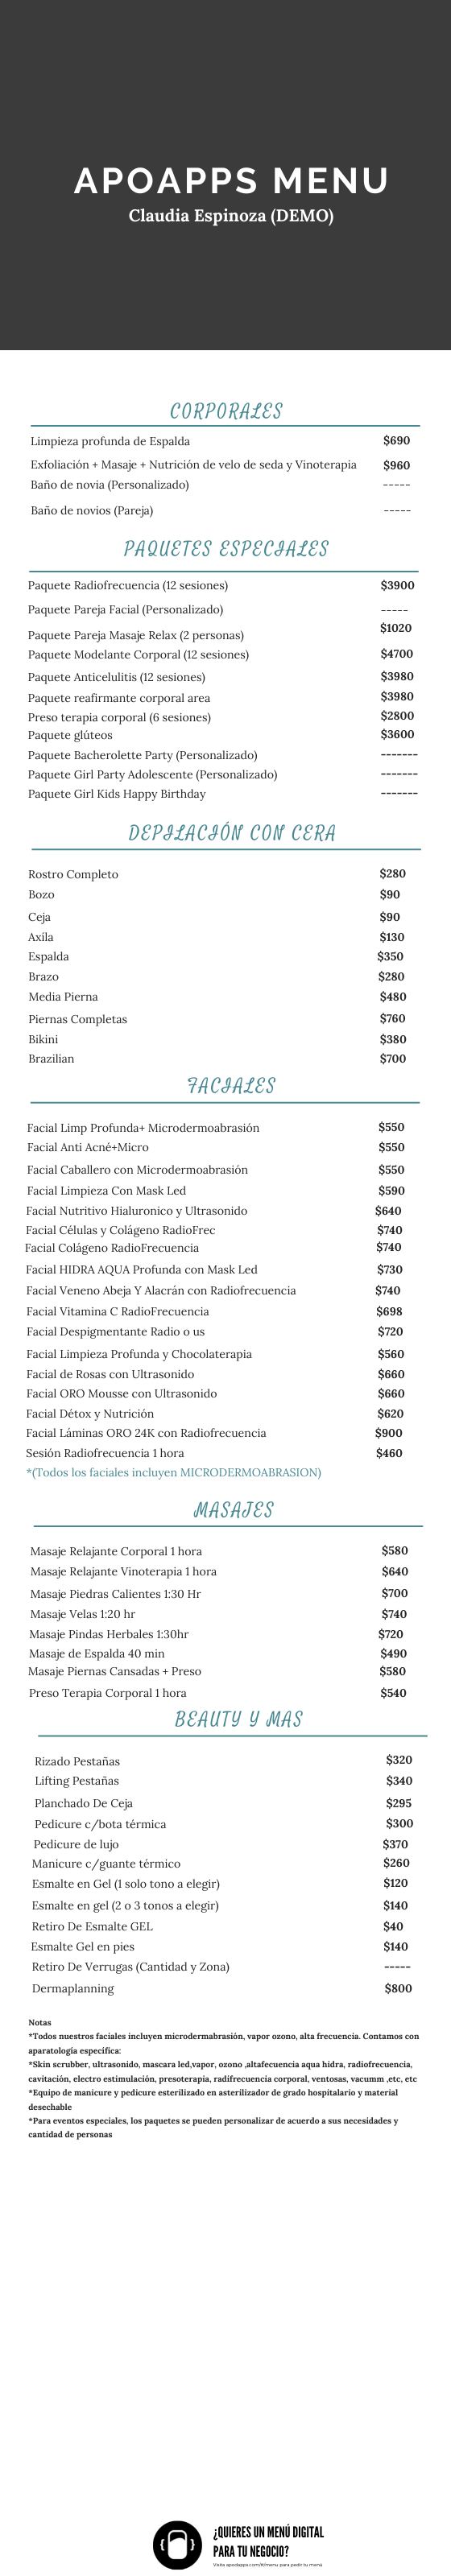 APOAPPS MENU
Claudia Espinoza (DEMO)
CORPORALES
Limpieza profunda de Espalda $690
Exfoliación + Masaje + Nutrición de velo de seda y Vinoterapia $960
Baño de novia (Personalizado) -----
Baño de novios (Pareja) -----
PAQUETES ESPECIALES
Paquete Radiofrecuencia (12 sesiones) $3900
Paquete Pareja Facial (Personalizado) -----
Paquete Pareja Masaje Relax (2 personas) $1020
Paquete Modelante Corporal (12 sesiones) $4700
Paquete Anticelulitis (12 sesiones) $3980
Paquete reafirmante corporal area $3980
Preso terapia corporal (6 sesiones) $2800
Paquete glúteos $3600
Paquete Bacherolette Party (Personalizado) -------
Paquete Girl Party Adolescente (Personalizado) -------
Paquete Girl Kids Happy Birthday -------
DEPILACIÓN CON CERA
Rostro Completo $280
Bozo $90
Ceja $90
Axíla $130
Espalda $350
Brazo $280
Media Pierna $480
Piernas Completas $760
Bikini $380
Brazilian $700
FACIALES
Facial Limp Profunda+ Microdermoabrasión $550
Facial Anti Acné+Micro $550
Facial Caballero con Microdermoabrasión $550
Facial Limpieza Con Mask Led $590
Facial Nutritivo Hialuronico y Ultrasonido $640
Facial Células y Colágeno RadioFrec $740
Facial Colágeno RadioFrecuencia $740
Facial HIDRA AQUA Profunda con Mask Led $730
Facial Veneno Abeja Y Alacrán con Radiofrecuencia $740
Facial Vitamina C RadioFrecuencia $698
Facial Despigmentante Radio o us $720
Facial Limpieza Profunda y Chocolaterapia $560
Facial de Rosas con Ultrasonido $660
Facial ORO Mousse con Ultrasonido $660
Facial Détox y Nutrición $620
Facial Láminas ORO 24K con Radiofrecuencia $900
Sesión Radiofrecuencia 1 hora $460
*(Todos los faciales incluyen MICRODERMOABRASION)
MASAJES
Masaje Relajante Corporal 1 hora $580
Masaje Relajante Vinoterapia 1 hora $640
Masaje Piedras Calientes 1:30 Hr $700
Masaje Velas 1:20 hr $740
Masaje Pindas Herbales 1:30hr $720
Masaje de Espalda 40 min $490
Masaje Piernas Cansadas + Preso $580
Preso Terapia Corporal 1 hora $540
BEAUTY Y MAS
Rizado Pestañas $320
Lifting Pestañas $340
Planchado De Ceja $295
Pedicure c/bota térmica $300
Pedicure de lujo $370
Manicure c/guante térmico $260
Esmalte en Gel (1 solo tono a elegir) $120
Esmalte en gel (2 o 3 tonos a elegir) $140
Retiro De Esmalte GEL $40
Esmalte Gel en pies $140
Retiro De Verrugas (Cantidad y Zona) -----
Dermaplanning $800
Notas
*Todos nuestros faciales incluyen microdermabrasión, vapor ozono, alta frecuencia. Contamos con
aparatología específica:
*Skin scrubber, ultrasonido, mascara led,vapor, ozono ,altafecuencia aqua hidra, radiofrecuencia,
cavitación, electro estimulación, presoterapia, radifrecuencia corporal, ventosas, vacumm ,etc, etc
*Equipo de manicure y pedicure esterilizado en asterilizador de grado hospitalario y material
desechable
*Para eventos especiales, los paquetes se pueden personalizar de acuerdo a sus necesidades y
cantidad de personas
¿QUIERES UN MENÚ DIGITAL
PARA TU NEGOCIO?